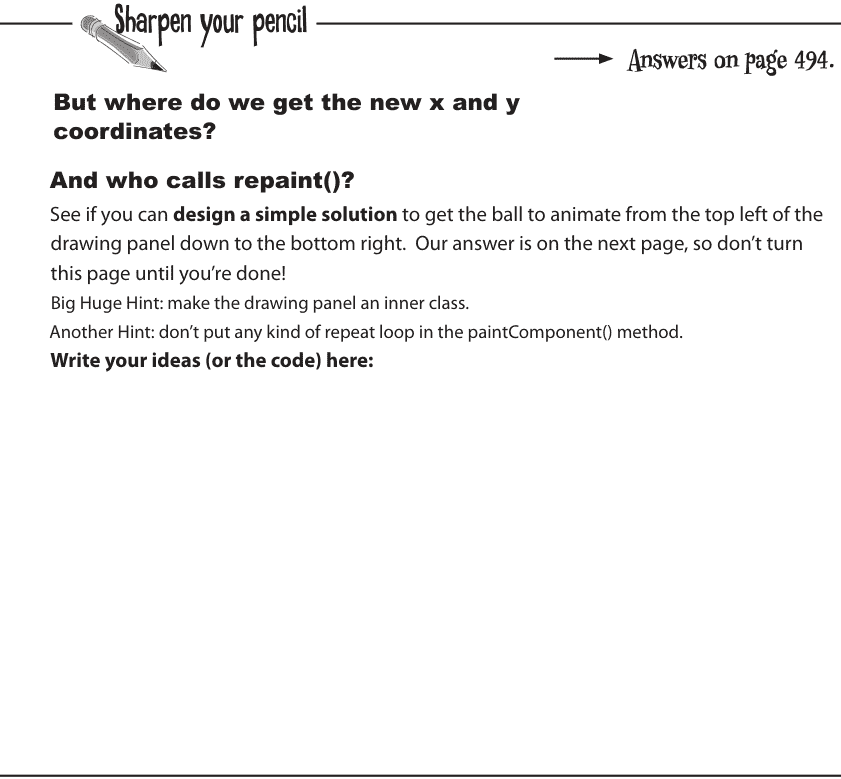 Sharpen your pencil
Answers on page 494.
But where do we get the new x and y
coordinates?
And who calls repaint()?
See if you can design a simple solution to get the ball to animate from the top left of the
drawing panel down to the bottom right.  Our answer is on the next page, so don’t turn
this page until you’re done!
Big Huge Hint: make the drawing panel an inner class.
Another Hint: don’t put any kind of repeat loop in the paintComponent() method.
Write your ideas (or the code) here: